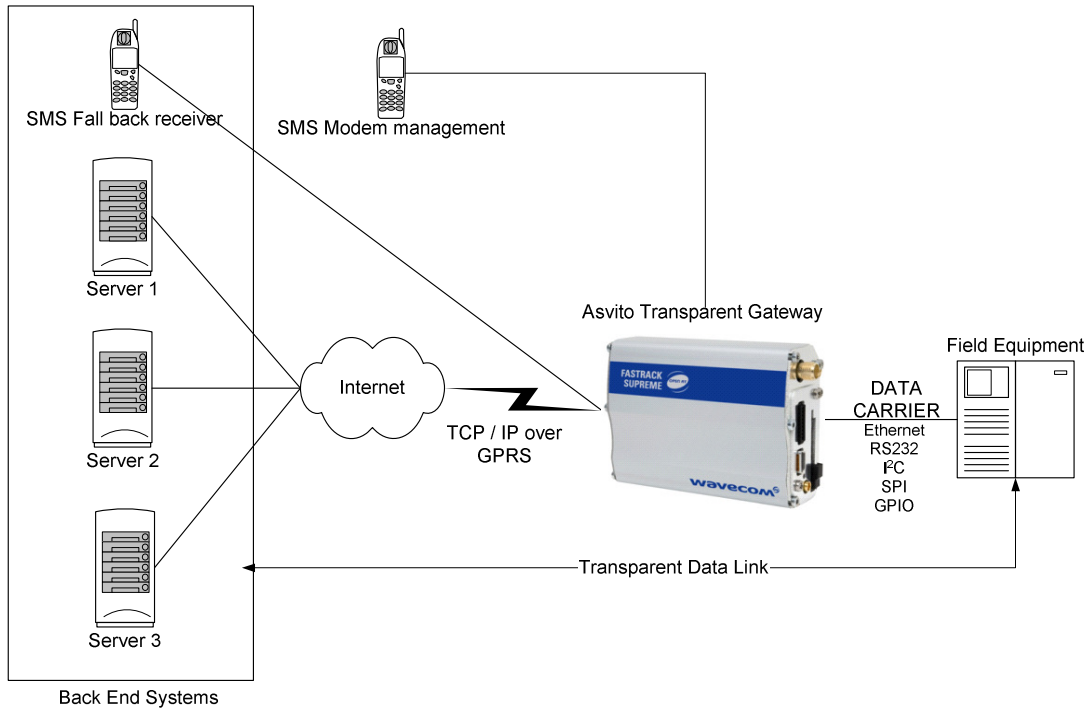 SMS Fall back receiver
SMS Modem management
Server 1
Server 2
Server 3
Back End Systems
Internet
TCP / IP over
GPRS
Asvito Transparent Gateway
FASTRACK
SUPREME
wavecom
DATA
CARRIER
Ethernet
RS232
I²C
SPI
GPIO
Field Equipment
Transparent Data Link